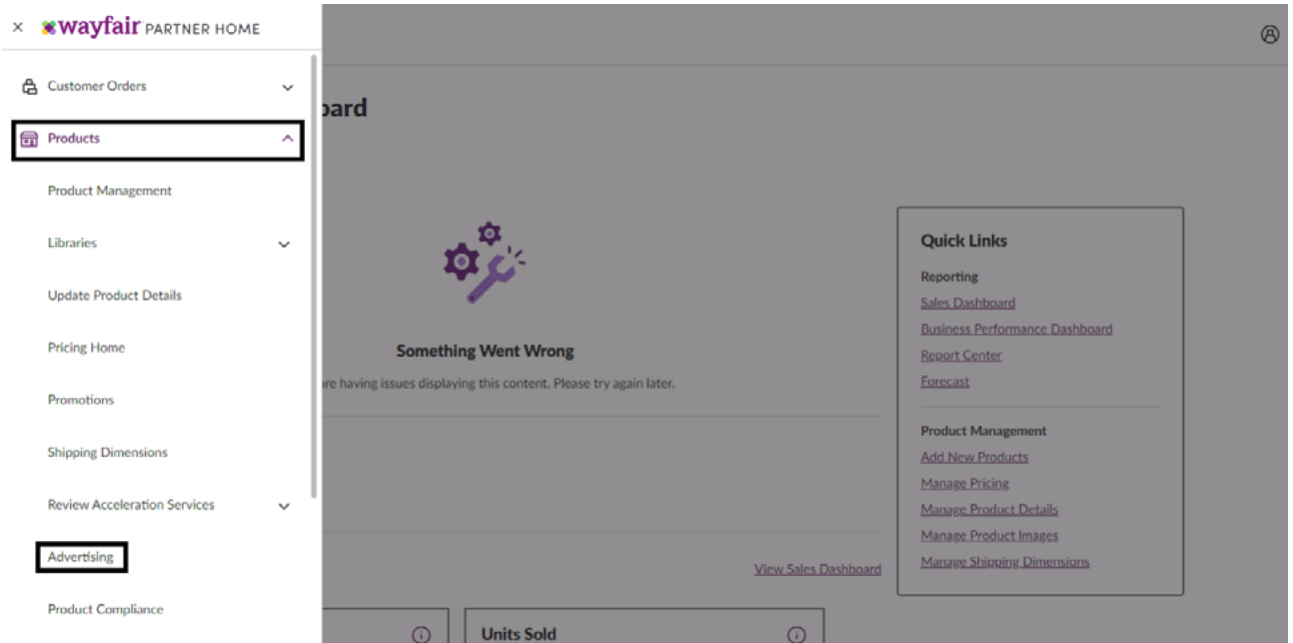 × wayfair PARTNER HOME
Customer Orders
Products
Product Management
Libraries
Update Product Details
Pricing Home
Promotions
Shipping Dimensions
Review Acceleration Services
Advertising
Product Compliance
oard
Something Went Wrong
re having issues displaying this content. Please try again later.
View Sales Dashboard
Units Sold
Quick Links
Reporting
Sales Dashboard
Business Performance Dashboard
Report Center
Forecast
Product Management
Add New Products
Manage Pricing
Manage Product Details
Manage Product Images
Manage Shipping Dimensions